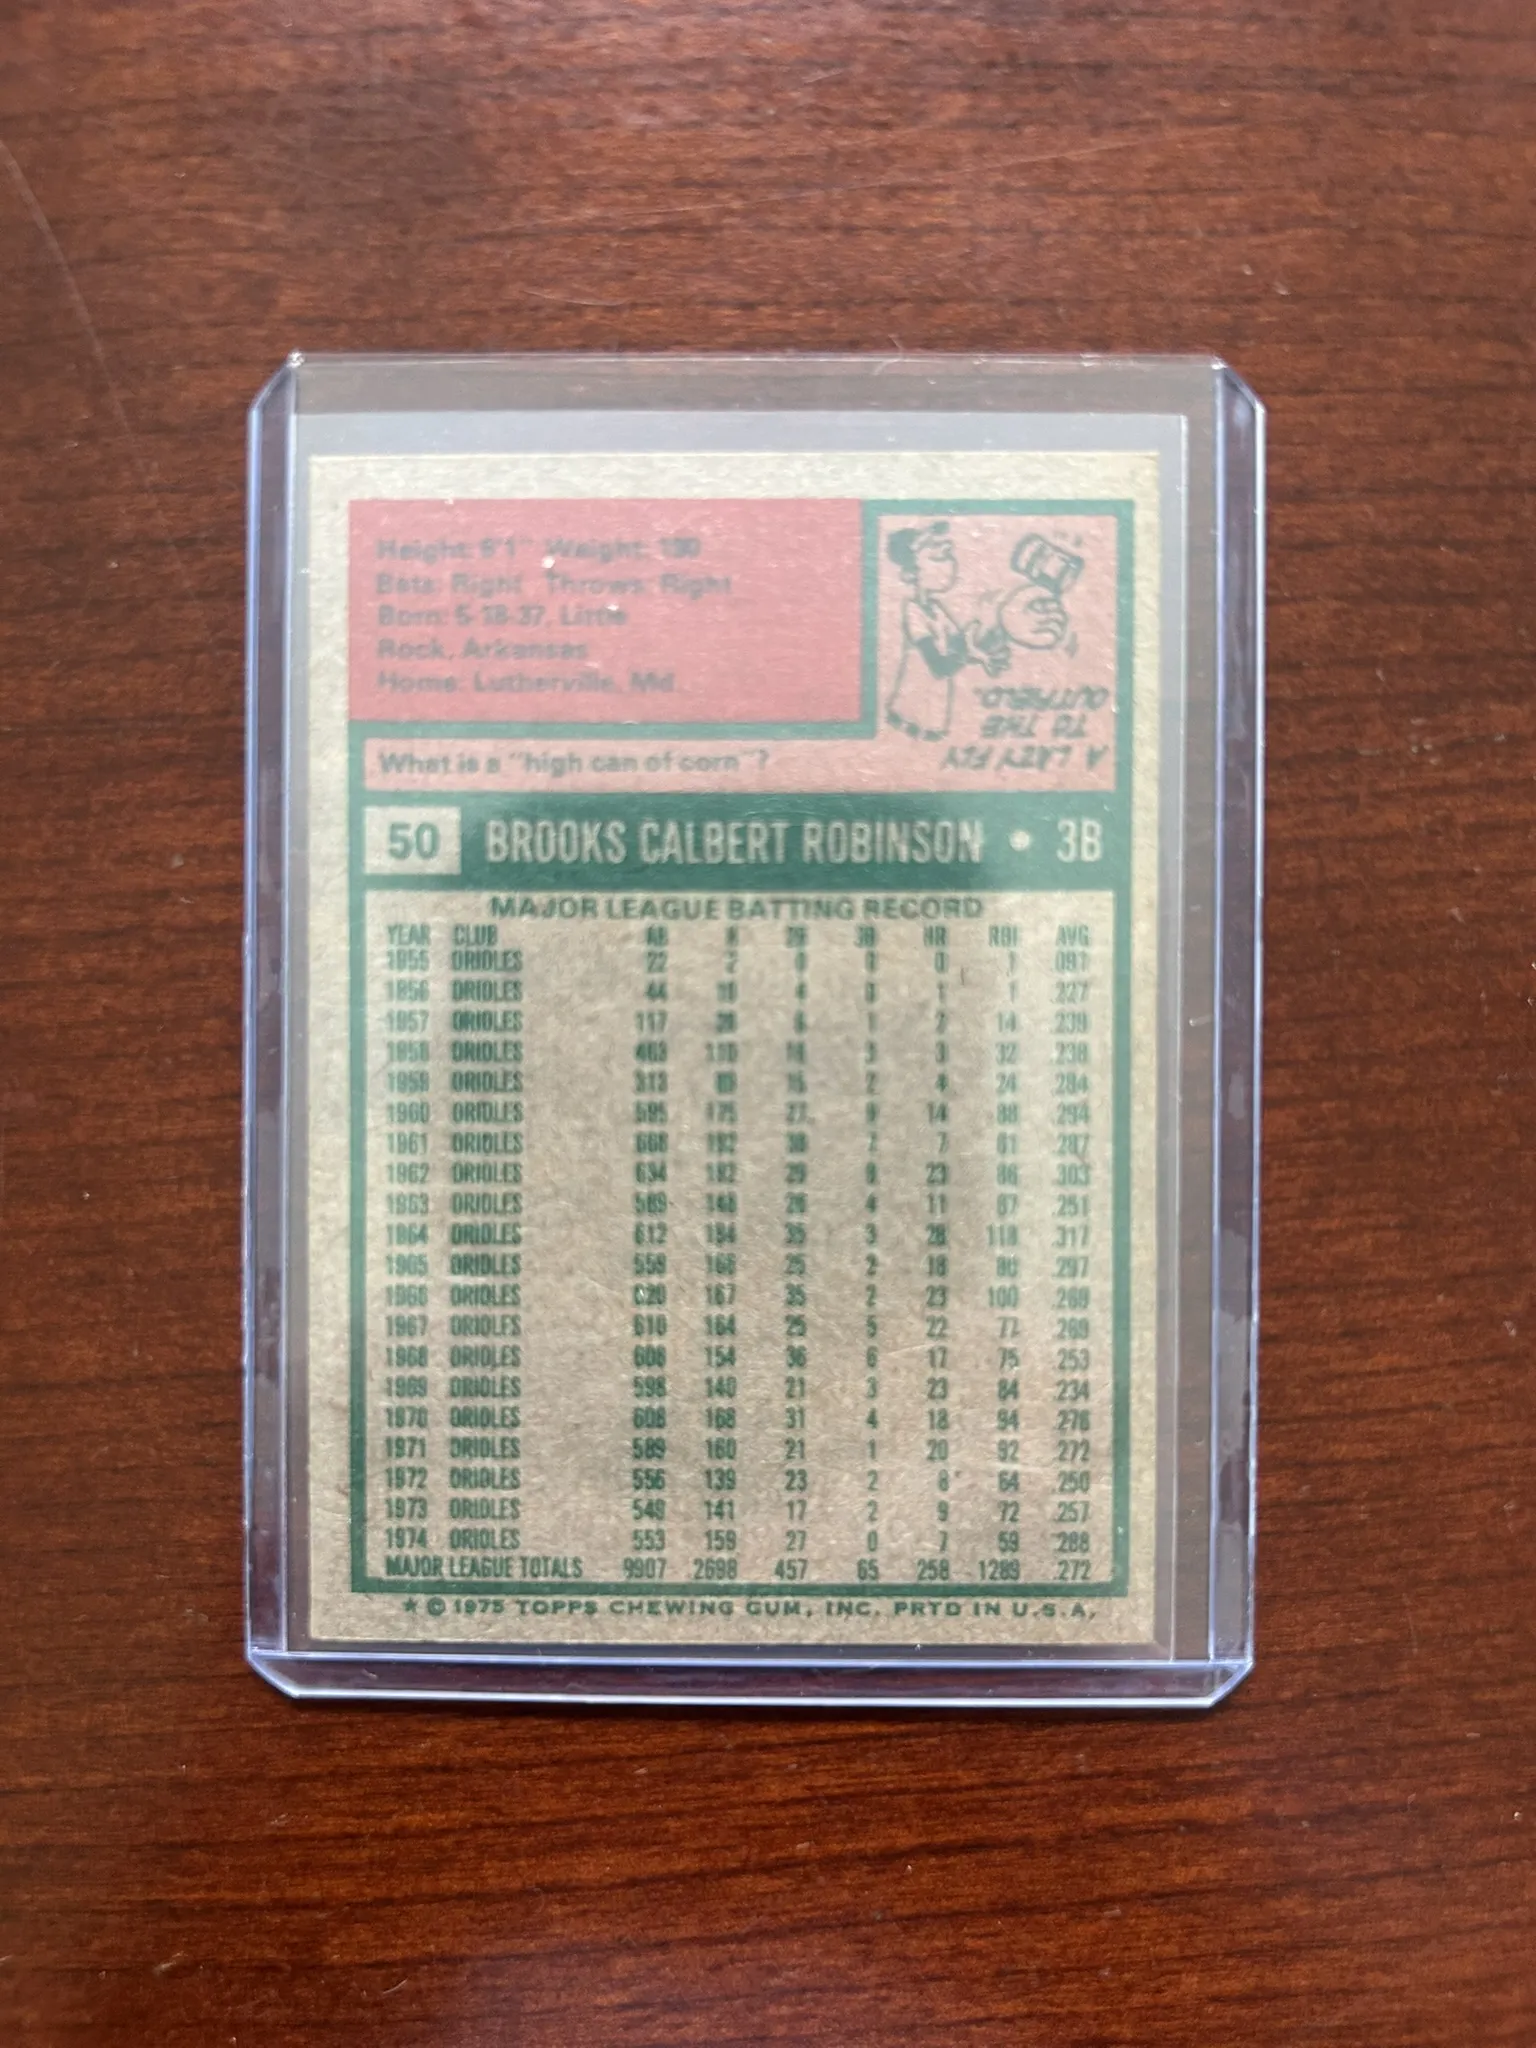 Height: 6'1" Weight: 190
Bats: Right Throws: Right
Born: 5-18-37, Little
Rock, Arkansas
Home: Lutherville, Md.
A LAZY FLY
TO THE
OUTFIELD.
What is a "high can of corn"?
50 BROOKS CALBERT ROBINSON • 3B
MAJOR LEAGUE BATTING RECORD
YEAR CLUB AB H 2B 3B HR RBI AVG
1955 ORIOLES 22 2 0 0 0 1 .091
1956 ORIOLES 44 10 4 0 1 1 .227
1957 ORIOLES 117 28 6 1 2 14 .239
1958 ORIOLES 463 110 16 3 3 32 .238
1959 ORIOLES 313 89 15 2 4 24 .284
1960 ORIOLES 595 175 27 9 14 88 .294
1961 ORIOLES 668 192 38 7 7 61 .287
1962 ORIOLES 634 192 29 9 23 86 .303
1963 ORIOLES 589 148 26 4 11 67 .251
1964 ORIOLES 612 194 35 3 28 118 .317
1965 ORIOLES 559 166 25 2 18 80 .297
1966 ORIOLES 620 167 35 2 23 100 .269
1967 ORIOLES 610 164 25 5 22 77 .269
1968 ORIOLES 608 154 36 6 17 75 .253
1969 ORIOLES 598 140 21 3 23 84 .234
1970 ORIOLES 608 168 31 4 18 94 .276
1971 ORIOLES 589 160 21 1 20 92 .272
1972 ORIOLES 556 139 23 2 8 64 .250
1973 ORIOLES 549 141 17 2 9 72 .257
1974 ORIOLES 553 159 27 0 7 59 .288
MAJOR LEAGUE TOTALS 9907 2698 457 65 258 1289 .272
★ © 1975 TOPPS CHEWING GUM, INC. PRTD IN U.S.A.